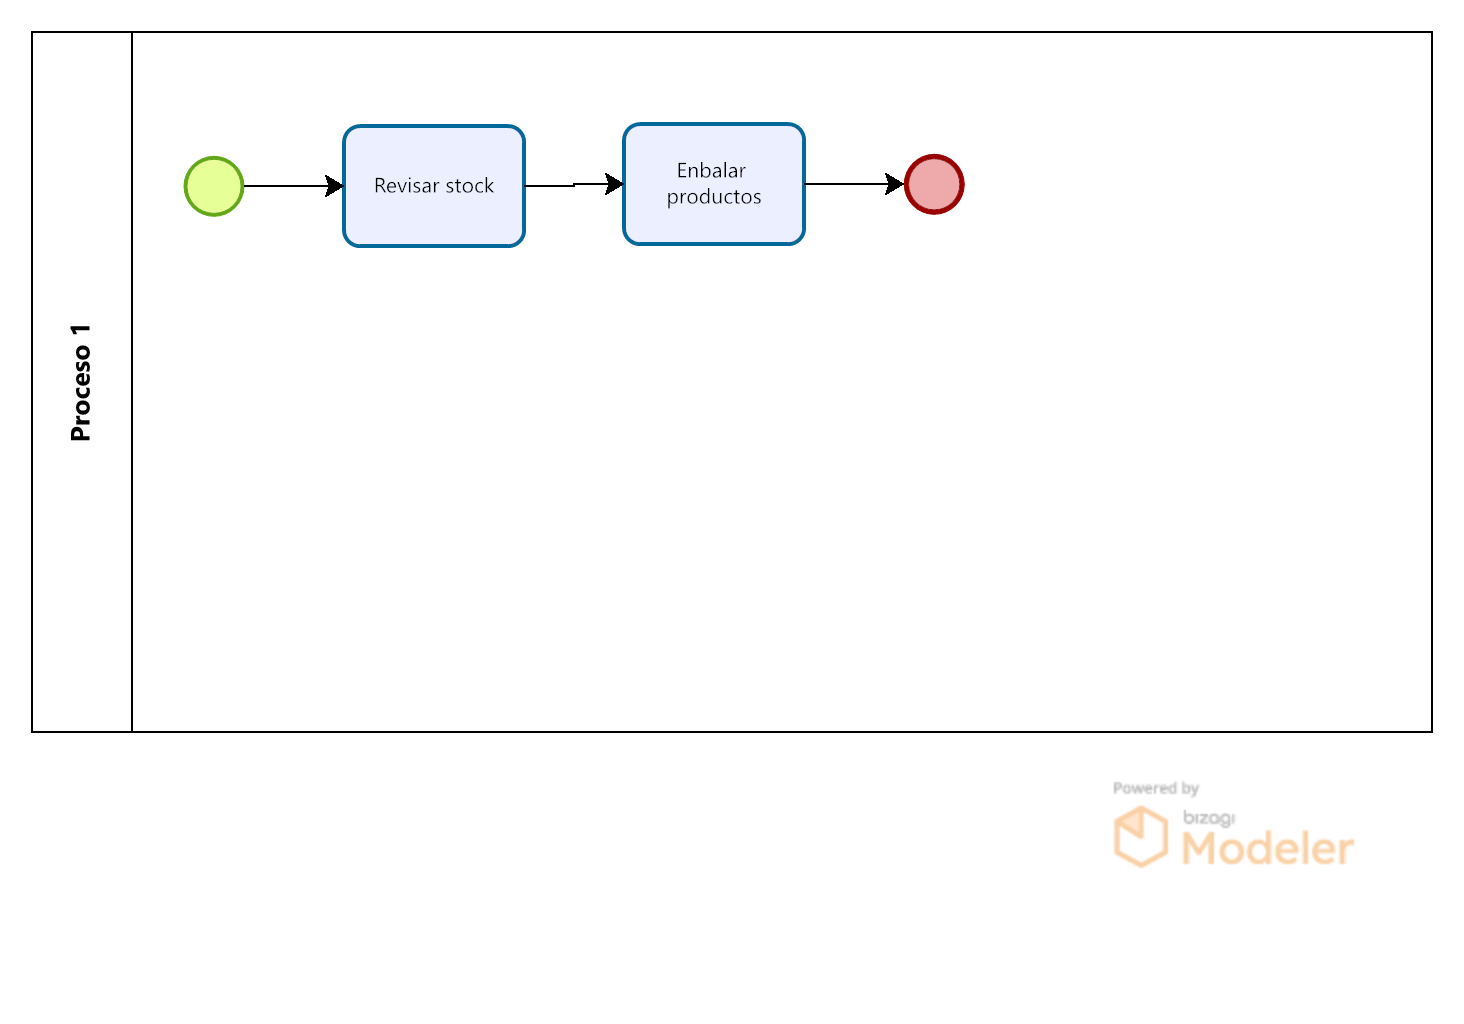 Proceso 1
Revisar stock
Enbalar
productos
Powered by
bizagi
Modeler